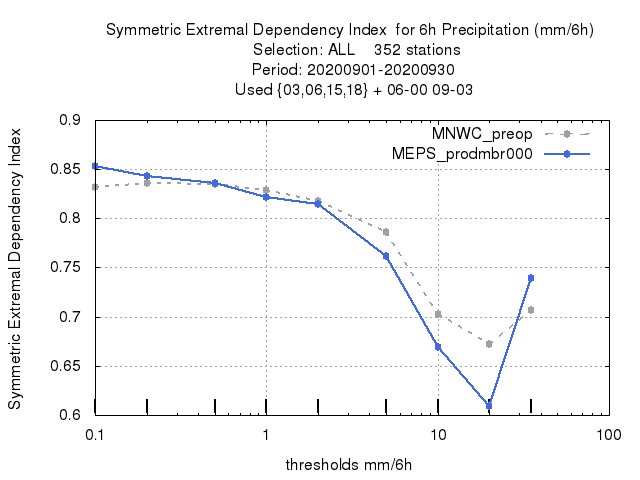 Symmetric Extremal Dependency Index  for 6h Precipitation (mm/6h)
Selection: ALL    352 stations
Period: 20200901-20200930
Used {03,06,15,18} + 06-00 09-03
MNWC_preop
MEPS_prodmbr000
Symmetric Extremal Dependency Index
0.9
0.85
0.8
0.75
0.7
0.65
0.6
0.1 1 10 100
thresholds mm/6h